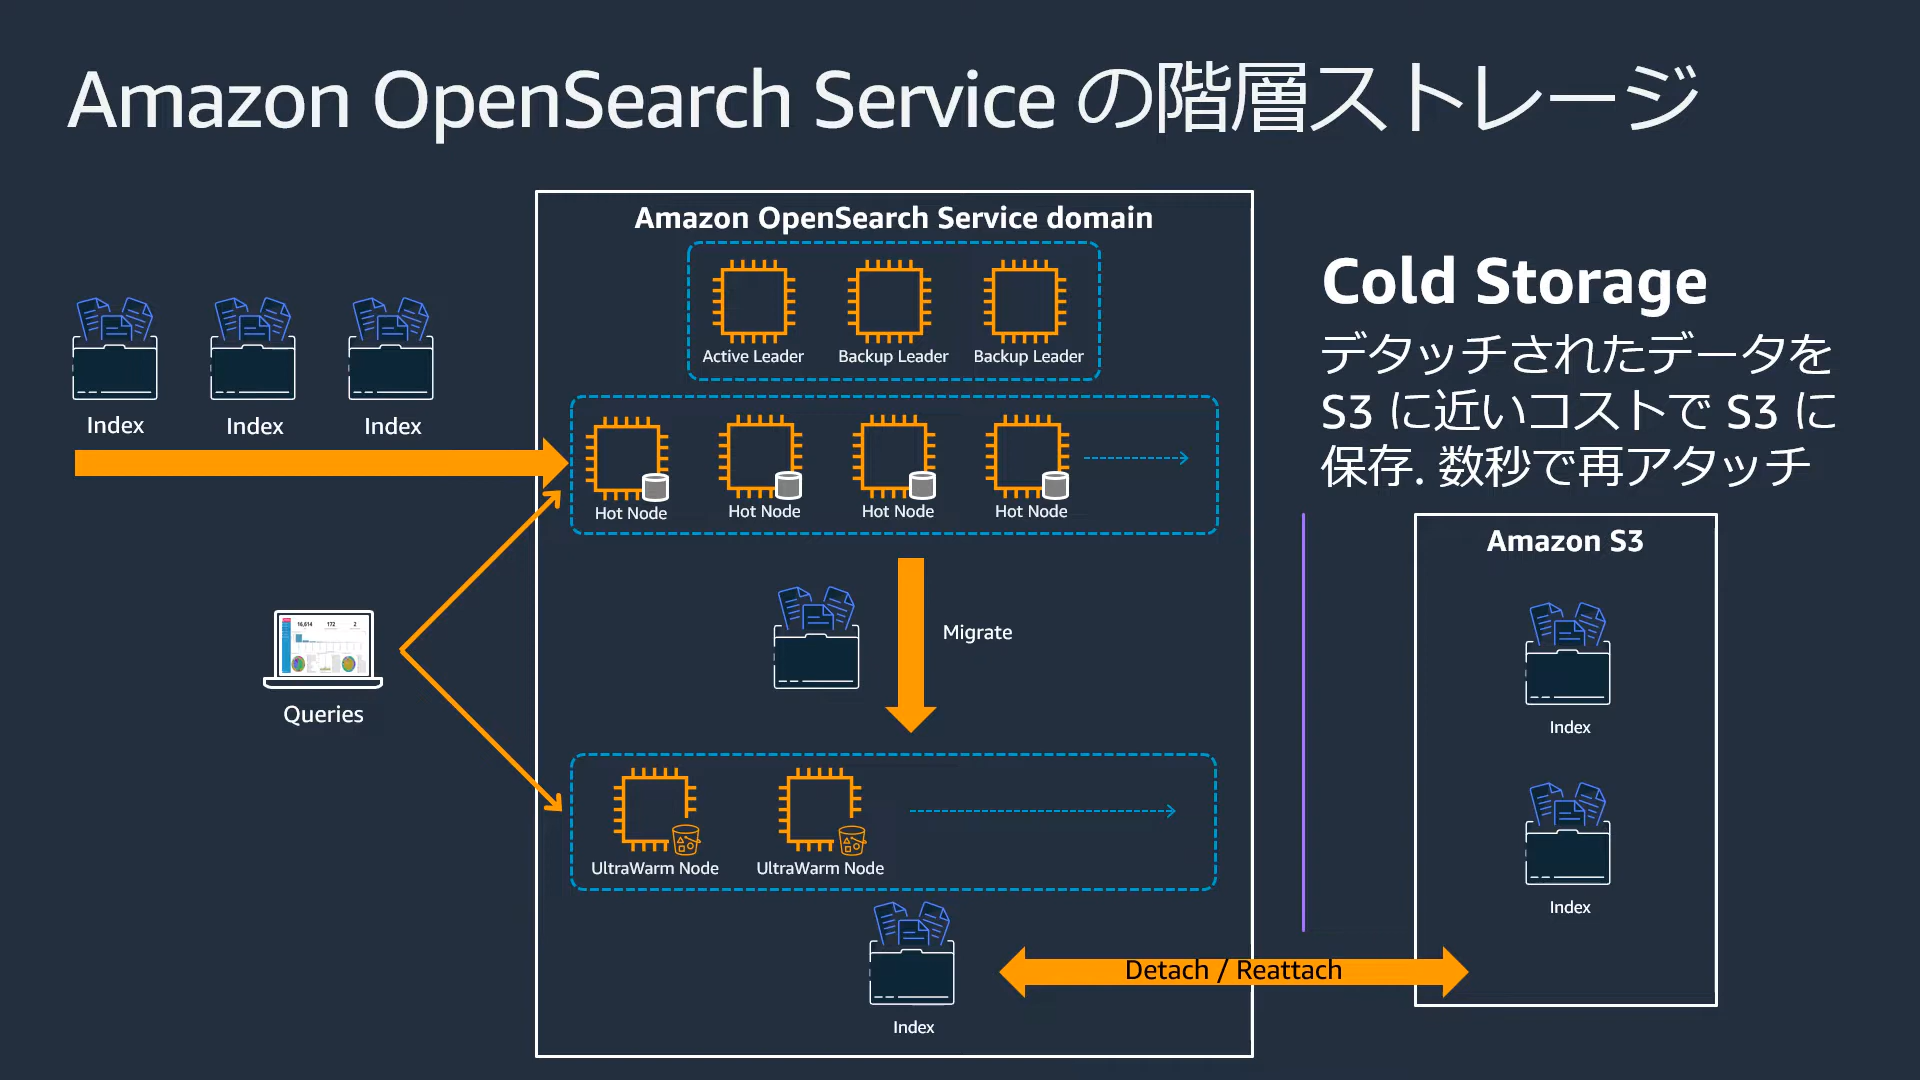 Amazon OpenSearch Service の階層ストレージ
Amazon OpenSearch Service domain
Active Leader
Backup Leader
Backup Leader
Index
Index
Index
Hot Node
Hot Node
Hot Node
Hot Node
Migrate
16,614
172
2
Queries
UltraWarm Node
UltraWarm Node
Index
Detach / Reattach
Cold Storage
デタッチされたデータを
S3 に近いコストで S3 に
保存. 数秒で再アタッチ
Amazon S3
Index
Index